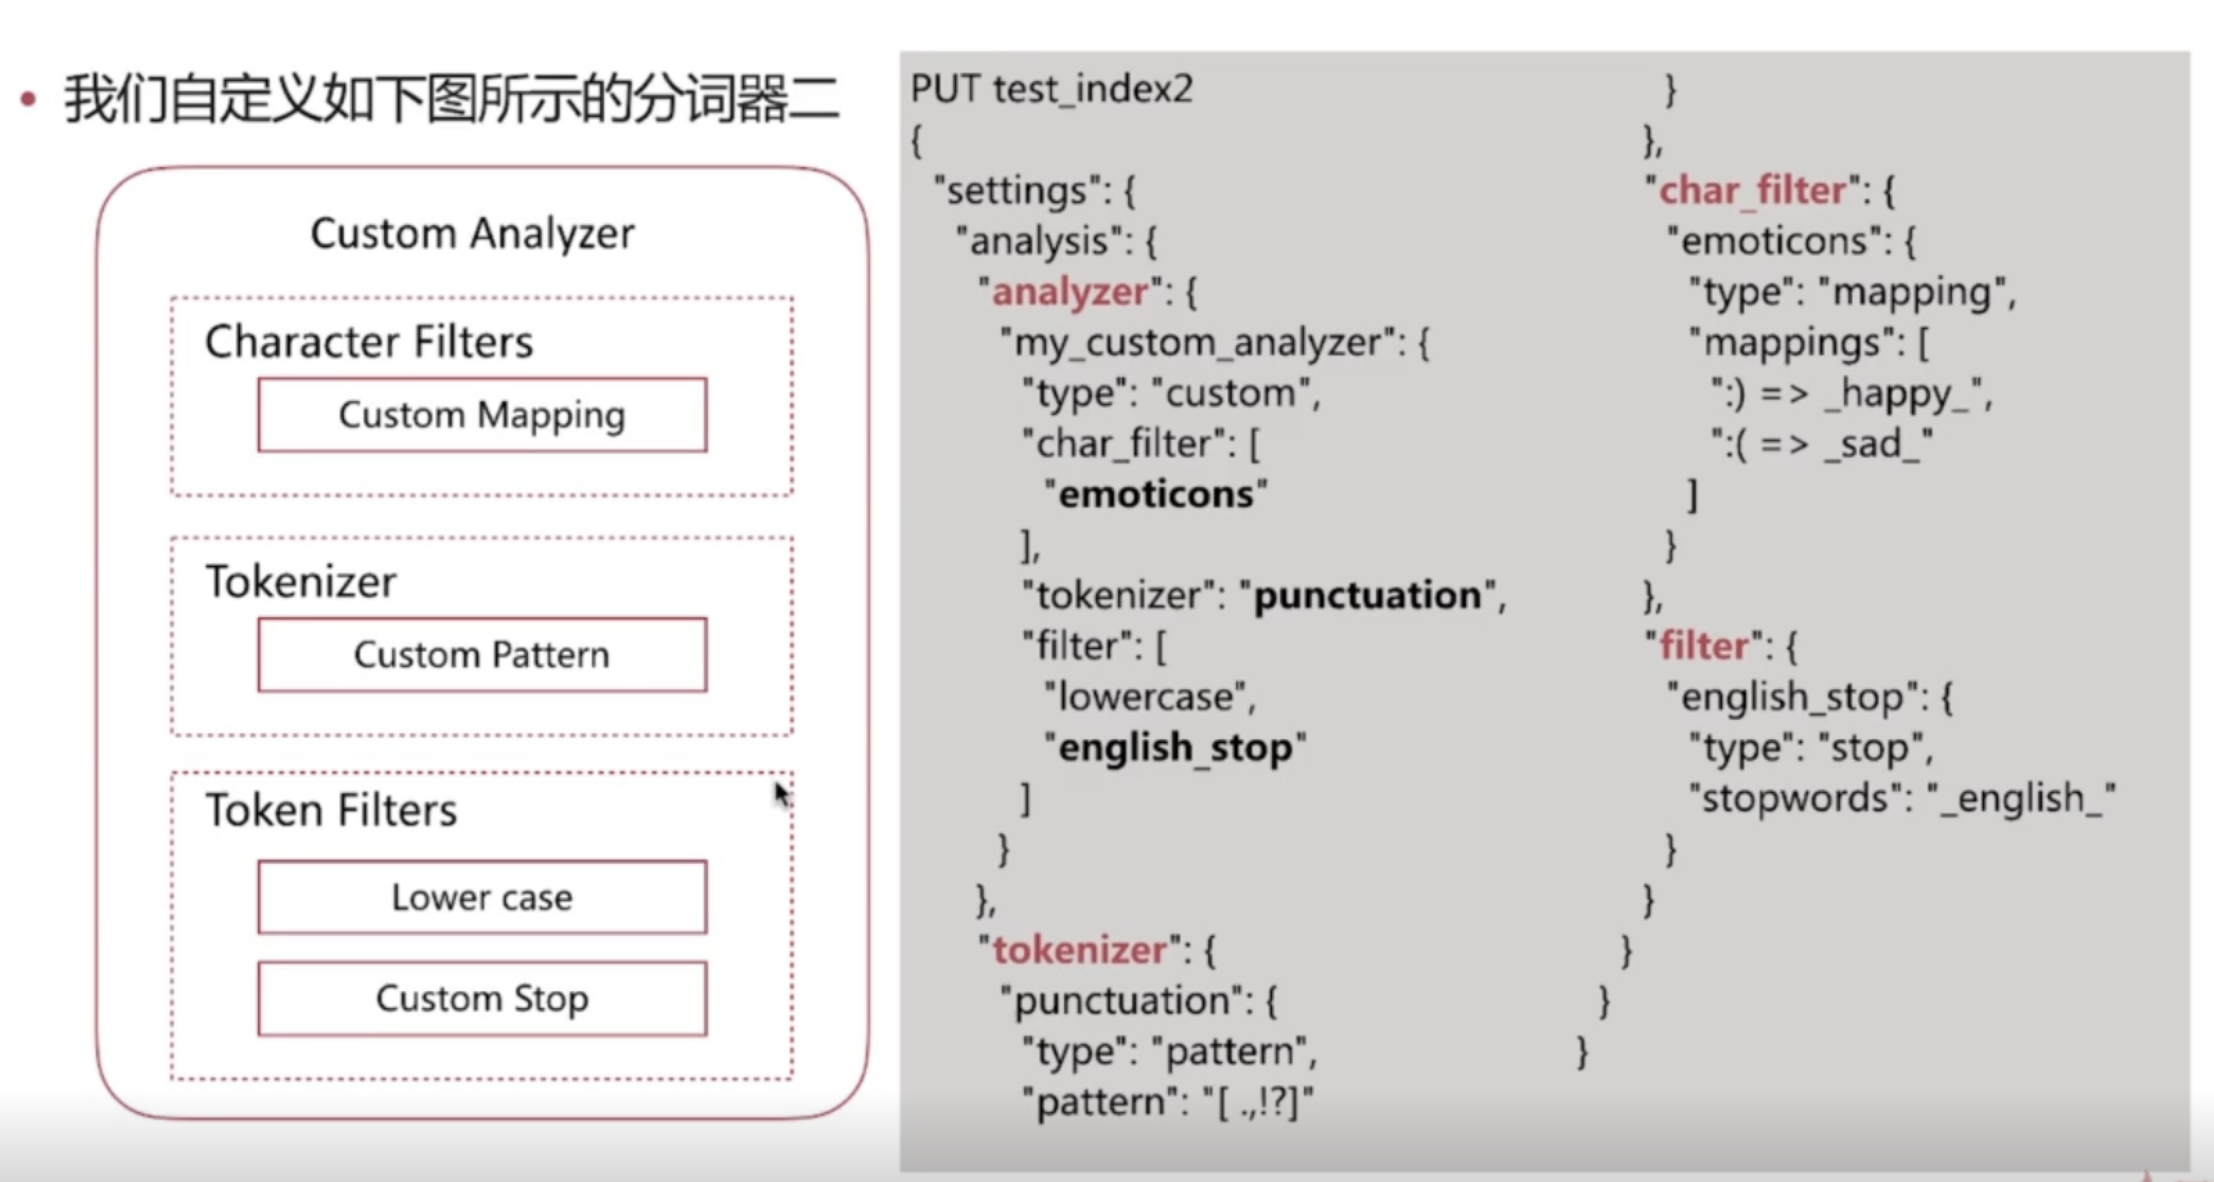 • 我们自定义如下图所示的分词器二
Custom Analyzer
Character Filters
Custom Mapping
Tokenizer
Custom Pattern
Token Filters
Lower case
Custom Stop
PUT test_index2
{
"settings": {
"analysis": {
"analyzer": {
"my_custom_analyzer": {
"type": "custom",
"char_filter": [
"emoticons"
],
"tokenizer": "punctuation",
"filter": [
"lowercase",
"english_stop"
]
}
},
"tokenizer": {
"punctuation": {
"type": "pattern",
"pattern": "[ .,!?]"
}
},
"char_filter": {
"emoticons": {
"type": "mapping",
"mappings": [
":) => _happy_",
":( => _sad_"
]
}
},
"filter": {
"english_stop": {
"type": "stop",
"stopwords": "_english_"
}
}
}
}
}